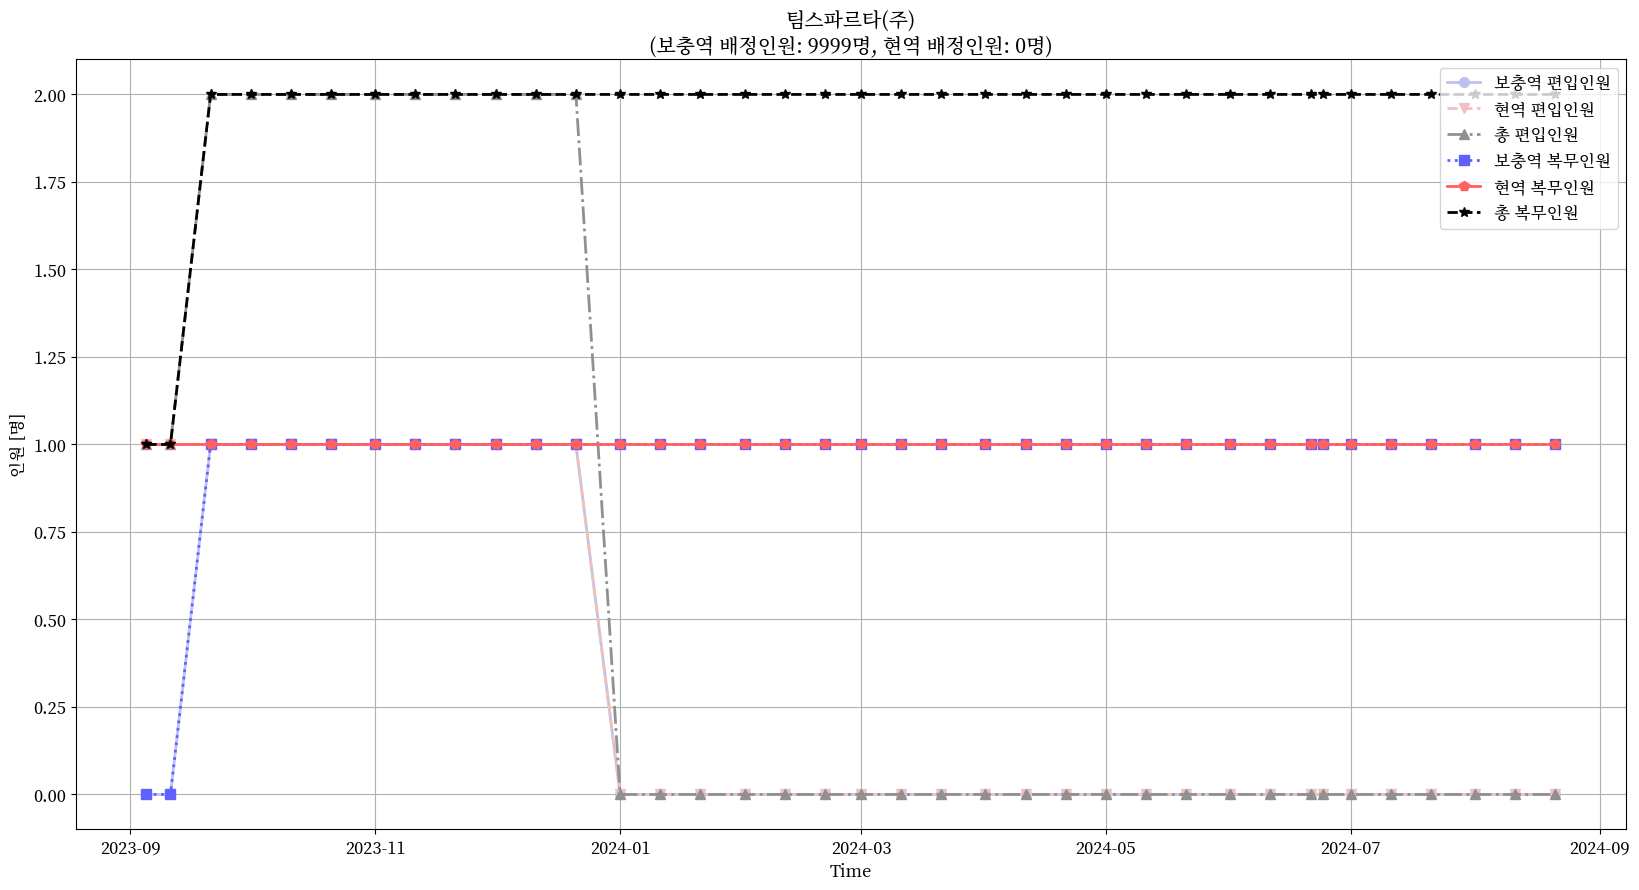 팀스파르타(주)
(보충역 배정인원: 9999명, 현역 배정인원: 0명)
보충역 편입인원
현역 편입인원
총 편입인원
보충역 복무인원
현역 복무인원
총 복무인원
인원 [명]
2.00
1.75
1.50
1.25
1.00
0.75
0.50
0.25
0.00
2023-09 2023-11 2024-01 2024-03 2024-05 2024-07 2024-09
Time